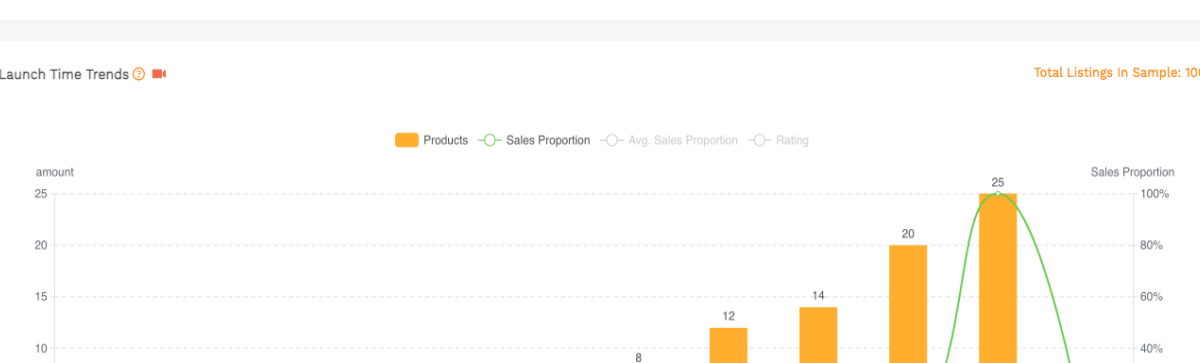 Launch Time Trends
Total Listings In Sample:
Products Sales Proportion Avg. Sales Proportion Rating
amount
Sales Proportion
25
25 100%
20
20 80%
14
15 60%
12
10 40%
8